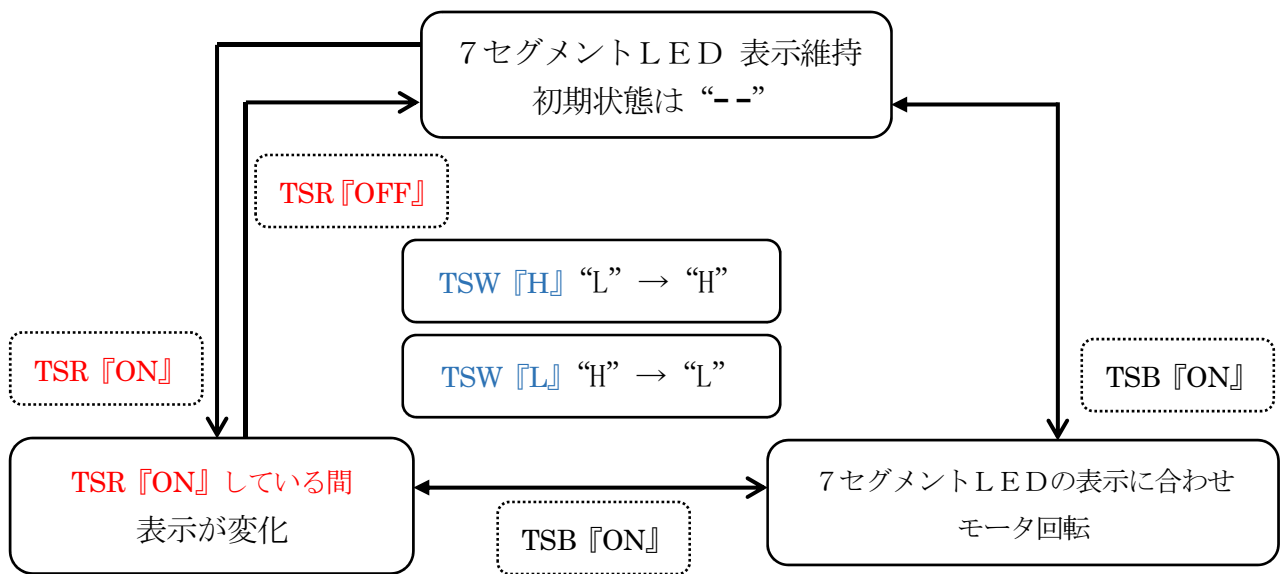 7セグメントLED 表示維持
初期状態は “--”
TSR『OFF』
TSW『H』“L” → “H”
TSW『L』“H” → “L”
TSR『ON』
TSB『ON』
TSR『ON』している間
表示が変化
TSB『ON』
7セグメントLEDの表示に合わせ
モータ回転